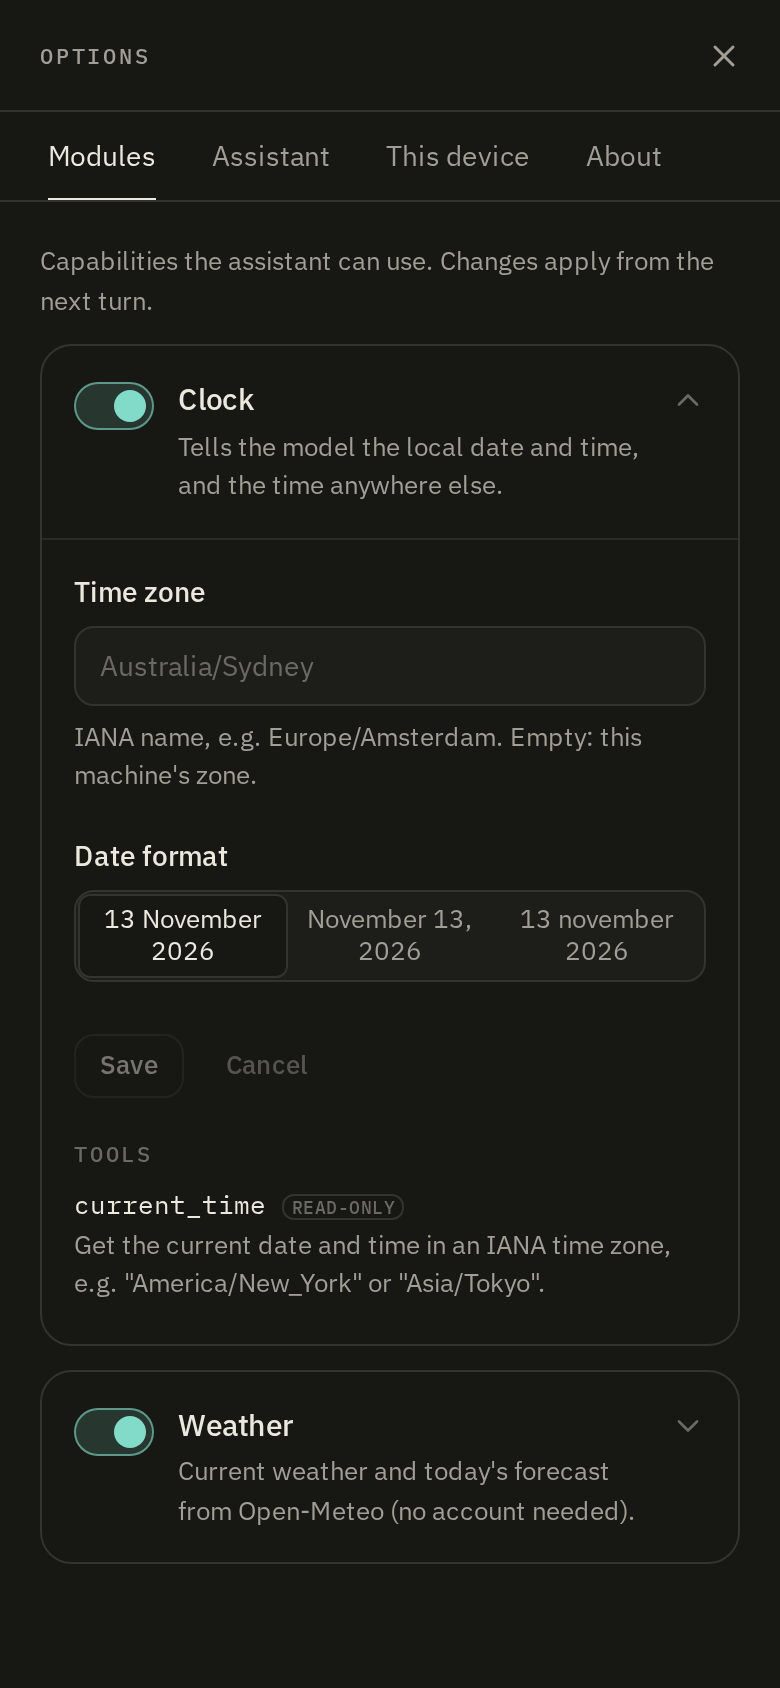 OPTIONS
Modules
Assistant
This device
About
Capabilities the assistant can use. Changes apply from the
next turn.
Clock
Tells the model the local date and time,
and the time anywhere else.
Time zone
Australia/Sydney
IANA name, e.g. Europe/Amsterdam. Empty: this
machine's zone.
Date format
13 November
2026
November 13,
2026
13 november
2026
Save
Cancel
TOOLS
current_time
READ-ONLY
Get the current date and time in an IANA time zone,
e.g. "America/New_York" or "Asia/Tokyo".
Weather
Current weather and today's forecast
from Open-Meteo (no account needed).